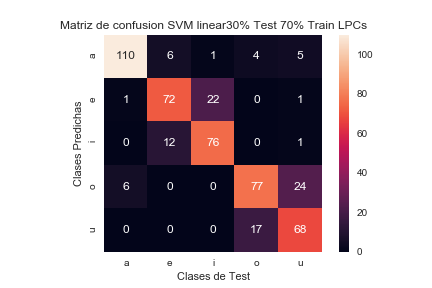 Matriz de confusion SVM linear30% Test 70% Train LPCs
Clases Predichas
a 110 6 1 4 5
e 1 72 22 0 1
i 0 12 76 0 1
o 6 0 0 77 24
u 0 0 0 17 68
a e i o u
Clases de Test
100
80
60
40
20
0